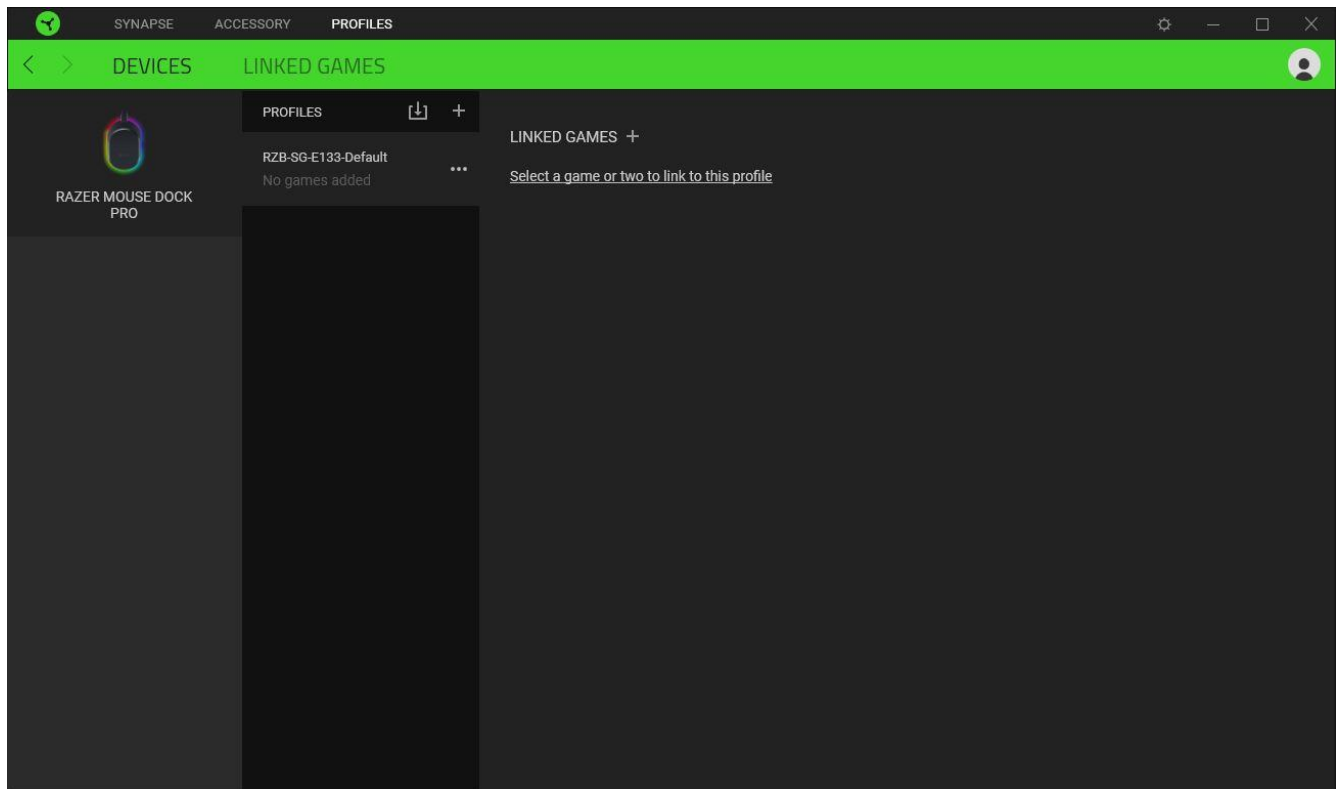 SYNAPSE ACCESSORY PROFILES
DEVICES LINKED GAMES
RAZER MOUSE DOCK
PRO
PROFILES
RZB-SG-E133-Default
No games added
LINKED GAMES
Select a game or two to link to this profile